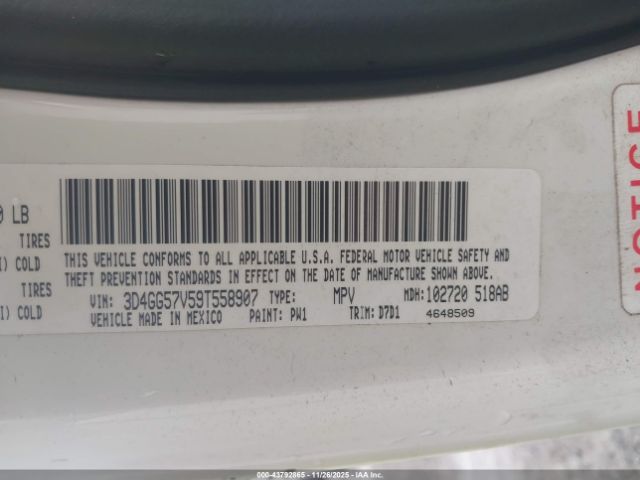 0 LB
TIRES
I) COLD
TIRES
I) COLD
THIS VEHICLE CONFORMS TO ALL APPLICABLE U.S.A. FEDERAL MOTOR VEHICLE SAFETY AND
THEFT PREVENTION STANDARDS IN EFFECT ON THE DATE OF MANUFACTURE SHOWN ABOVE.
VIN: 3D4GG57V59T558907 TYPE: MPV MDH: 102720 518AB
VEHICLE MADE IN MEXICO PAINT: PW1 TRIM: D7D1 4648509
NOTICE
© - 43792865 - 11/26/2025 - IAA Inc.